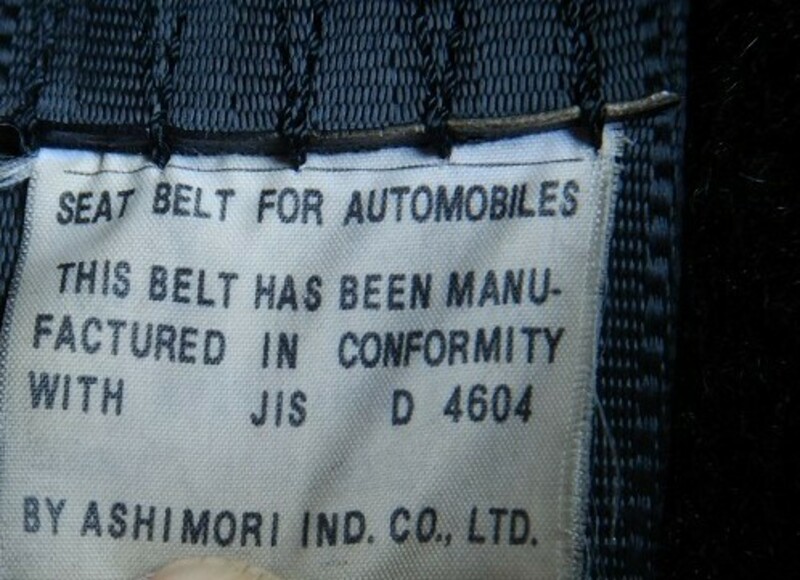 SEAT BELT FOR AUTOMOBILES
THIS BELT HAS BEEN MANU-
FACTURED IN CONFORMITY
WITH JIS D 4604
BY ASHIMORI IND. CO., LTD.